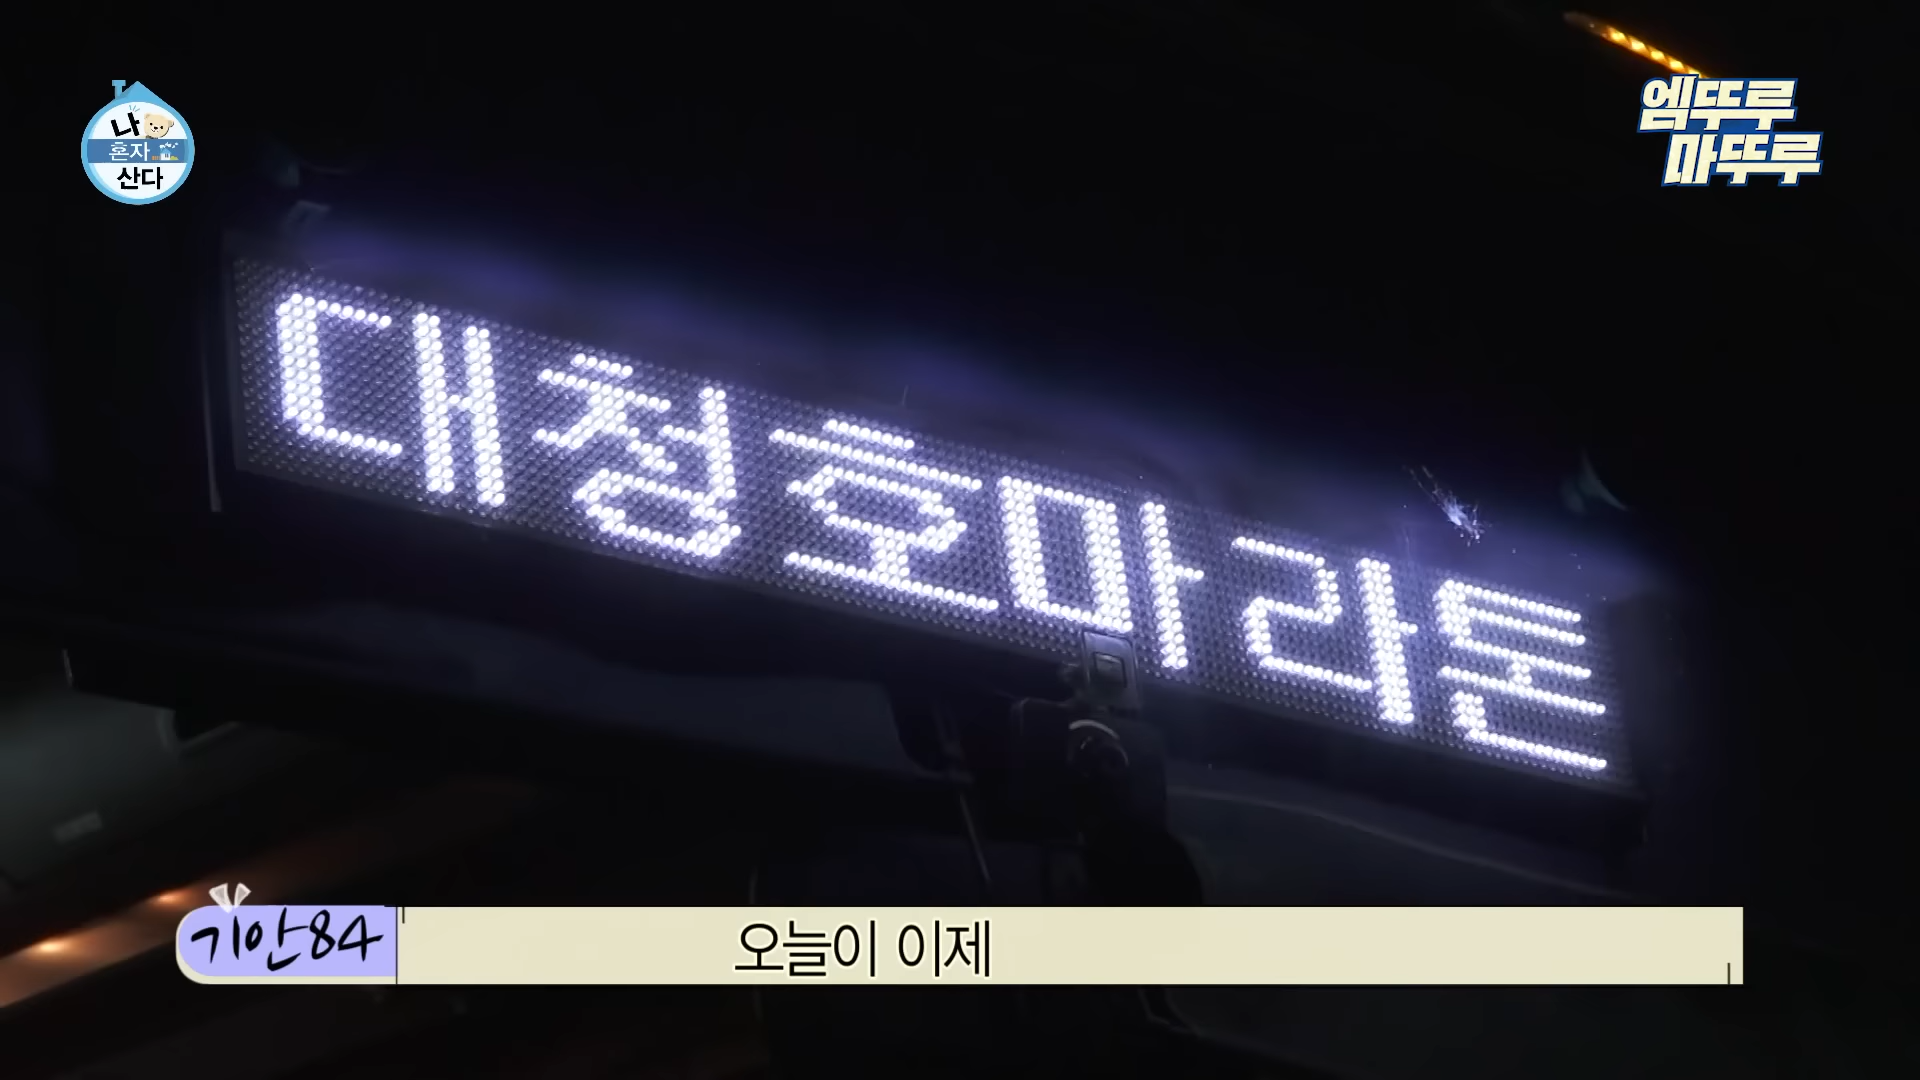 나
혼자
산다
엠뚜루
마뚜루
대청호마라톤
기안84
오늘이 이제